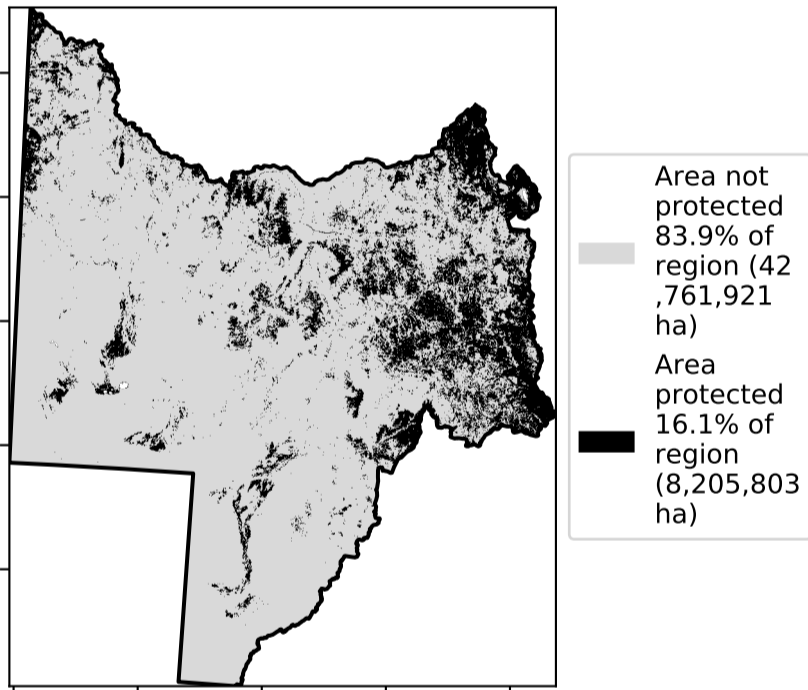 Area not
protected
83.9% of
region (42
,761,921
ha)
Area
protected
16.1% of
region
(8,205,803
ha)